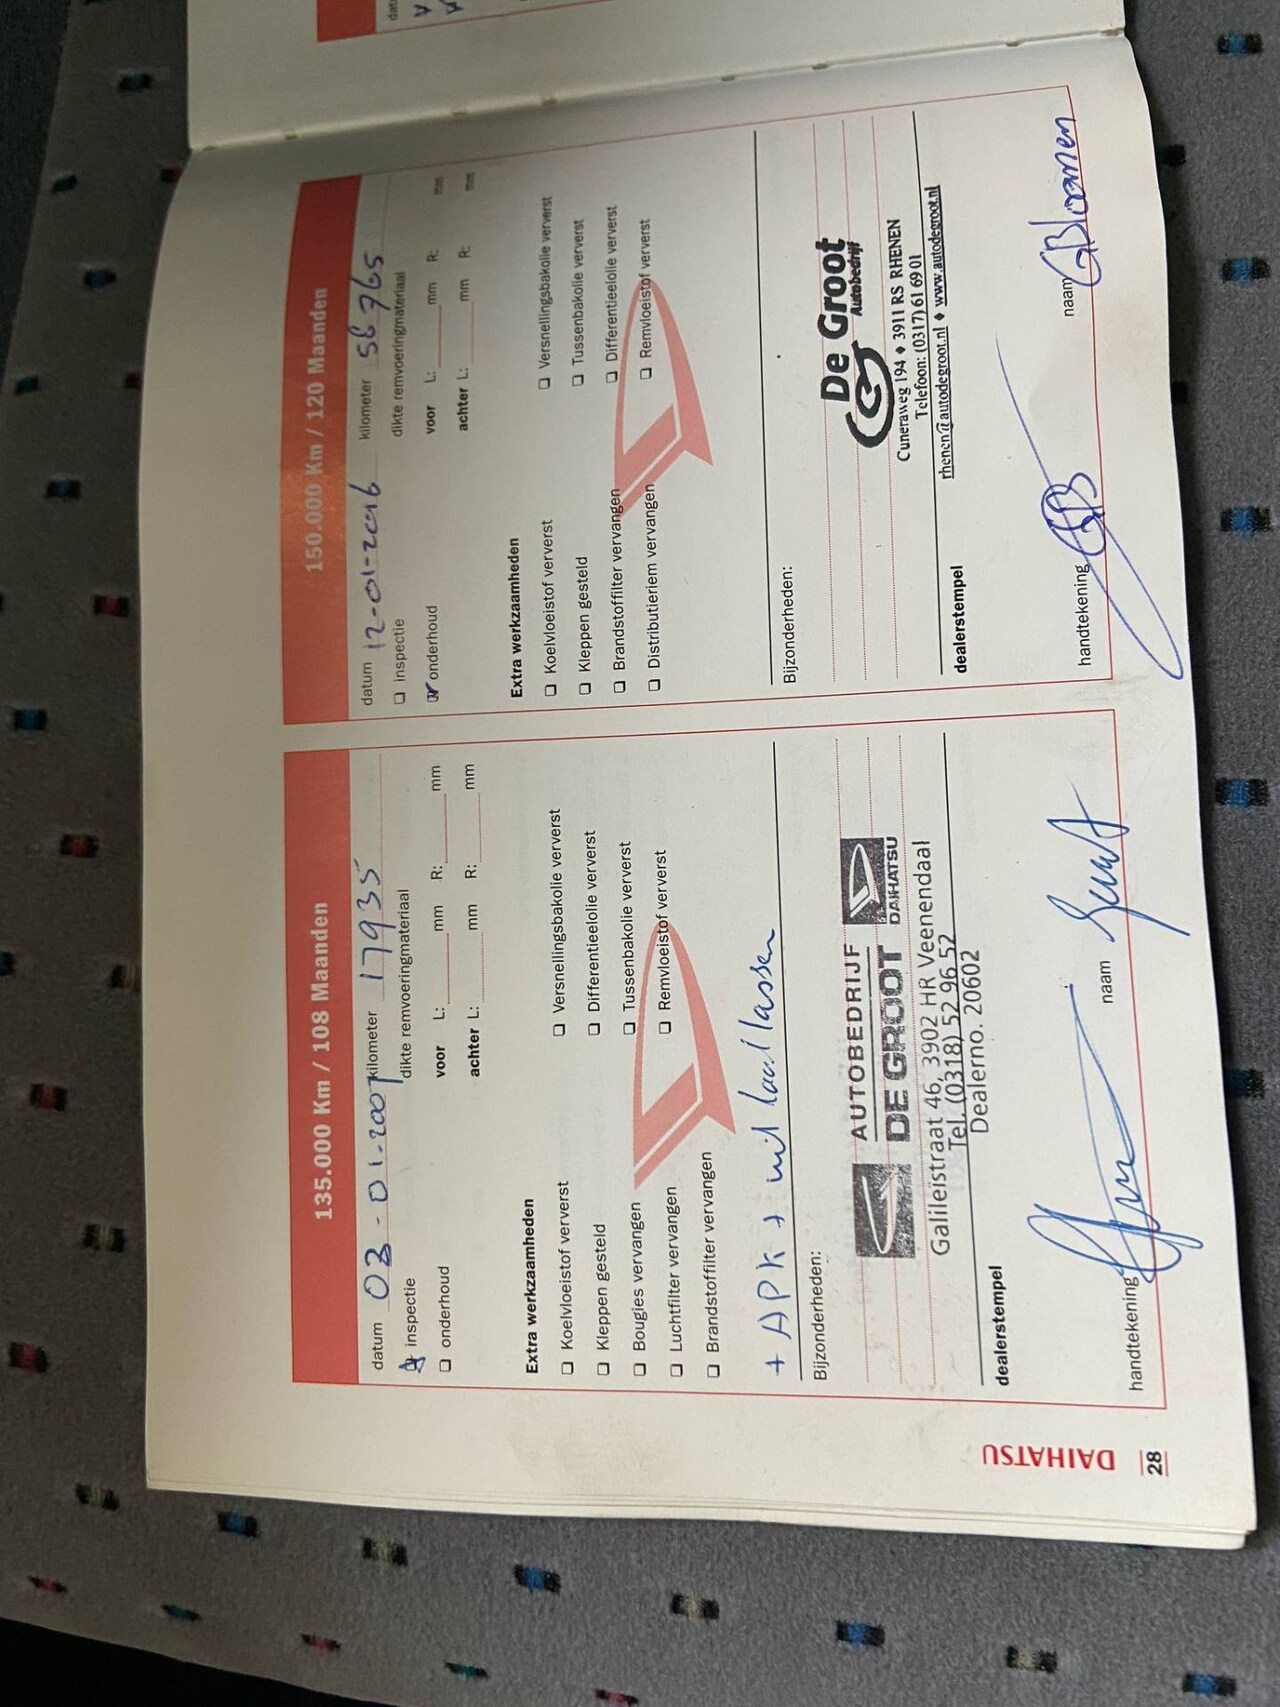 135.000 Km / 108 Maanden
datum 03-01-2007 kilometer 17935
inspectie
dikte remvoeringmateriaal
onderhoud
voor L: mm R: mm
achter L: mm R: mm
Extra werkzaamheden
Koelvloeistof ververst
Versnellingsbakolie ververst
Kleppen gesteld
Differentieelolie ververst
Bougies vervangen
Tussenbakolie ververst
Luchtfilter vervangen
Remvloeistof ververst
Brandstoffilter vervangen
+ APK + uitlaat lassen
Bijzonderheden:
AUTOBEDRIJF
DE GROOT
DAIHATSU
Galileïstraat 46, 3902 HR Veenendaal
Tel. (0318) 52 96 52
Dealerno. 20602
dealerstempel
handtekening
naam
DAIHATSU
28
150.000 Km / 120 Maanden
datum 12-01-2016 kilometer 58765
inspectie
dikte remvoeringmateriaal
onderhoud
voor L: mm R: mm
achter L: mm R: mm
Extra werkzaamheden
Koelvloeistof ververst
Versnellingsbakolie ververst
Kleppen gesteld
Tussenbakolie ververst
Brandstoffilter vervangen
Differentieelolie ververst
Distributieriem vervangen
Remvloeistof ververst
Bijzonderheden:
De Groot
Autobedrijf
Cuneraweg 194 ♦ 3911 RS RHENEN
Telefoon: (0317) 61 69 01
rhenen@autodegroot.nl ♦ www.autodegroot.nl
dealerstempel
handtekening GB
naam GBloemen